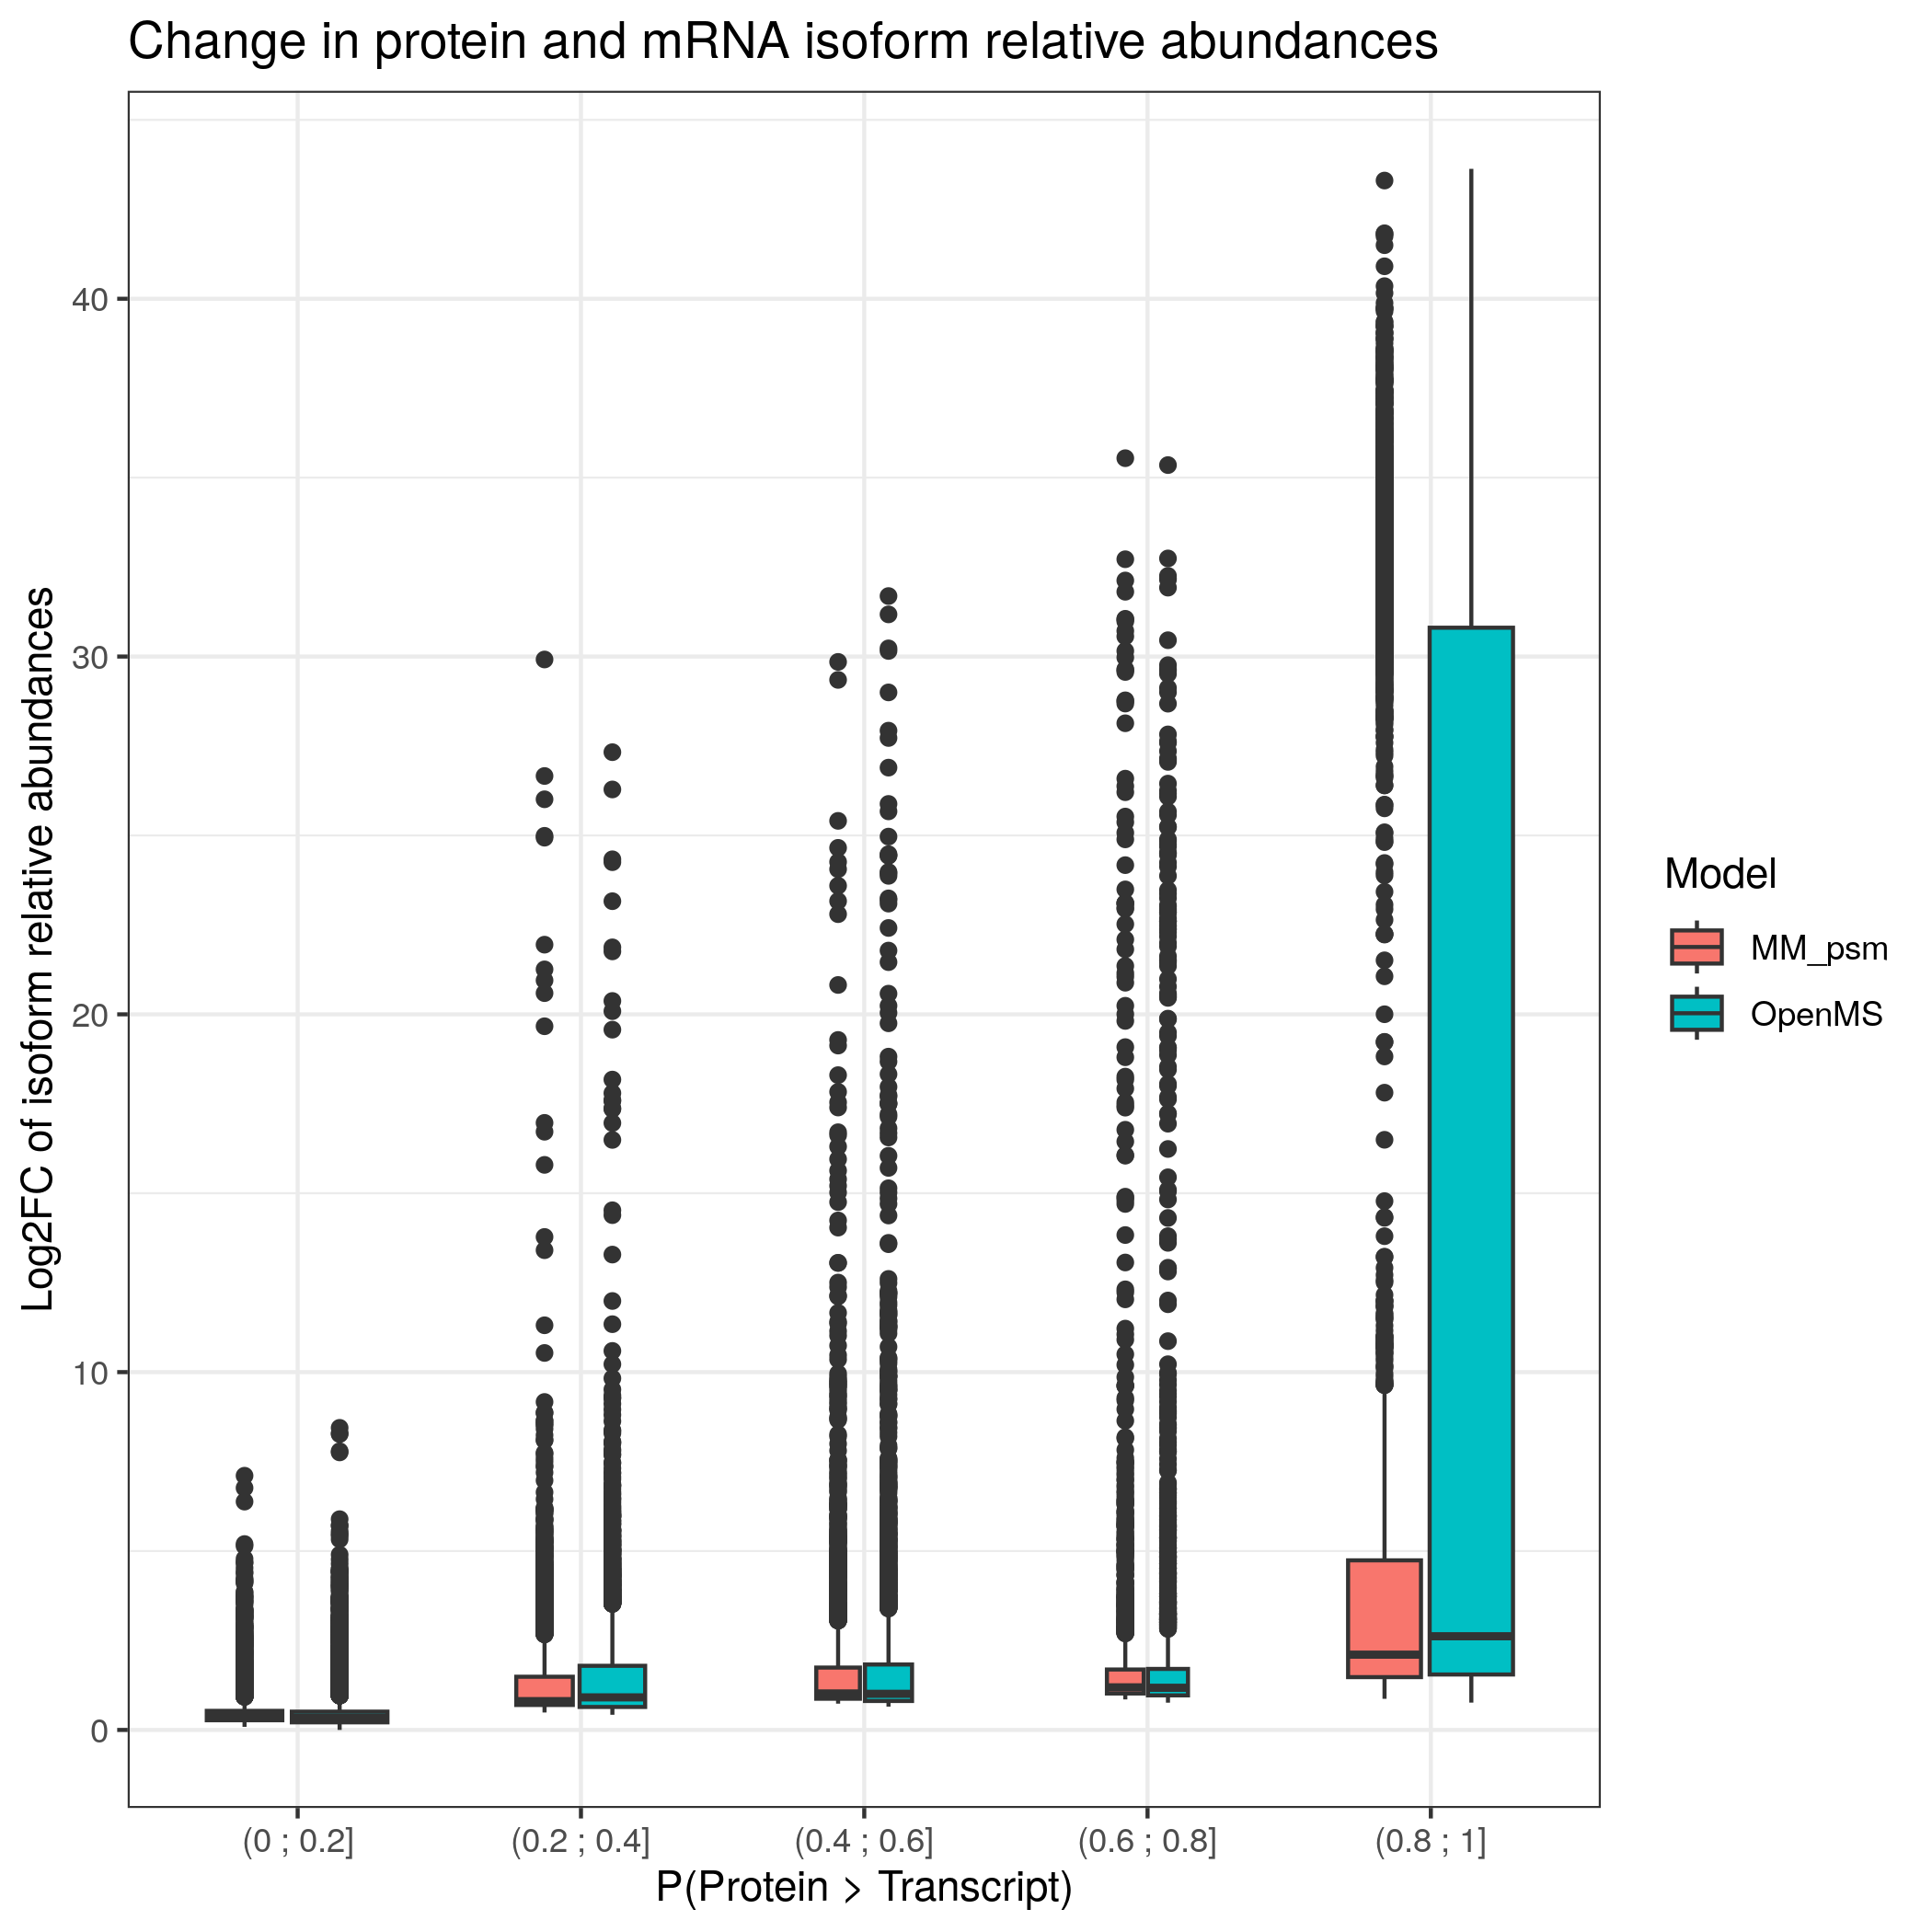 Change in protein and mRNA isoform relative abundances
Log2FC of isoform relative abundances
40
30
20
10
0
(0 ; 0.2]
(0.2 ; 0.4]
(0.4 ; 0.6]
(0.6 ; 0.8]
(0.8 ; 1]
P(Protein > Transcript)
Model
MM_psm
OpenMS